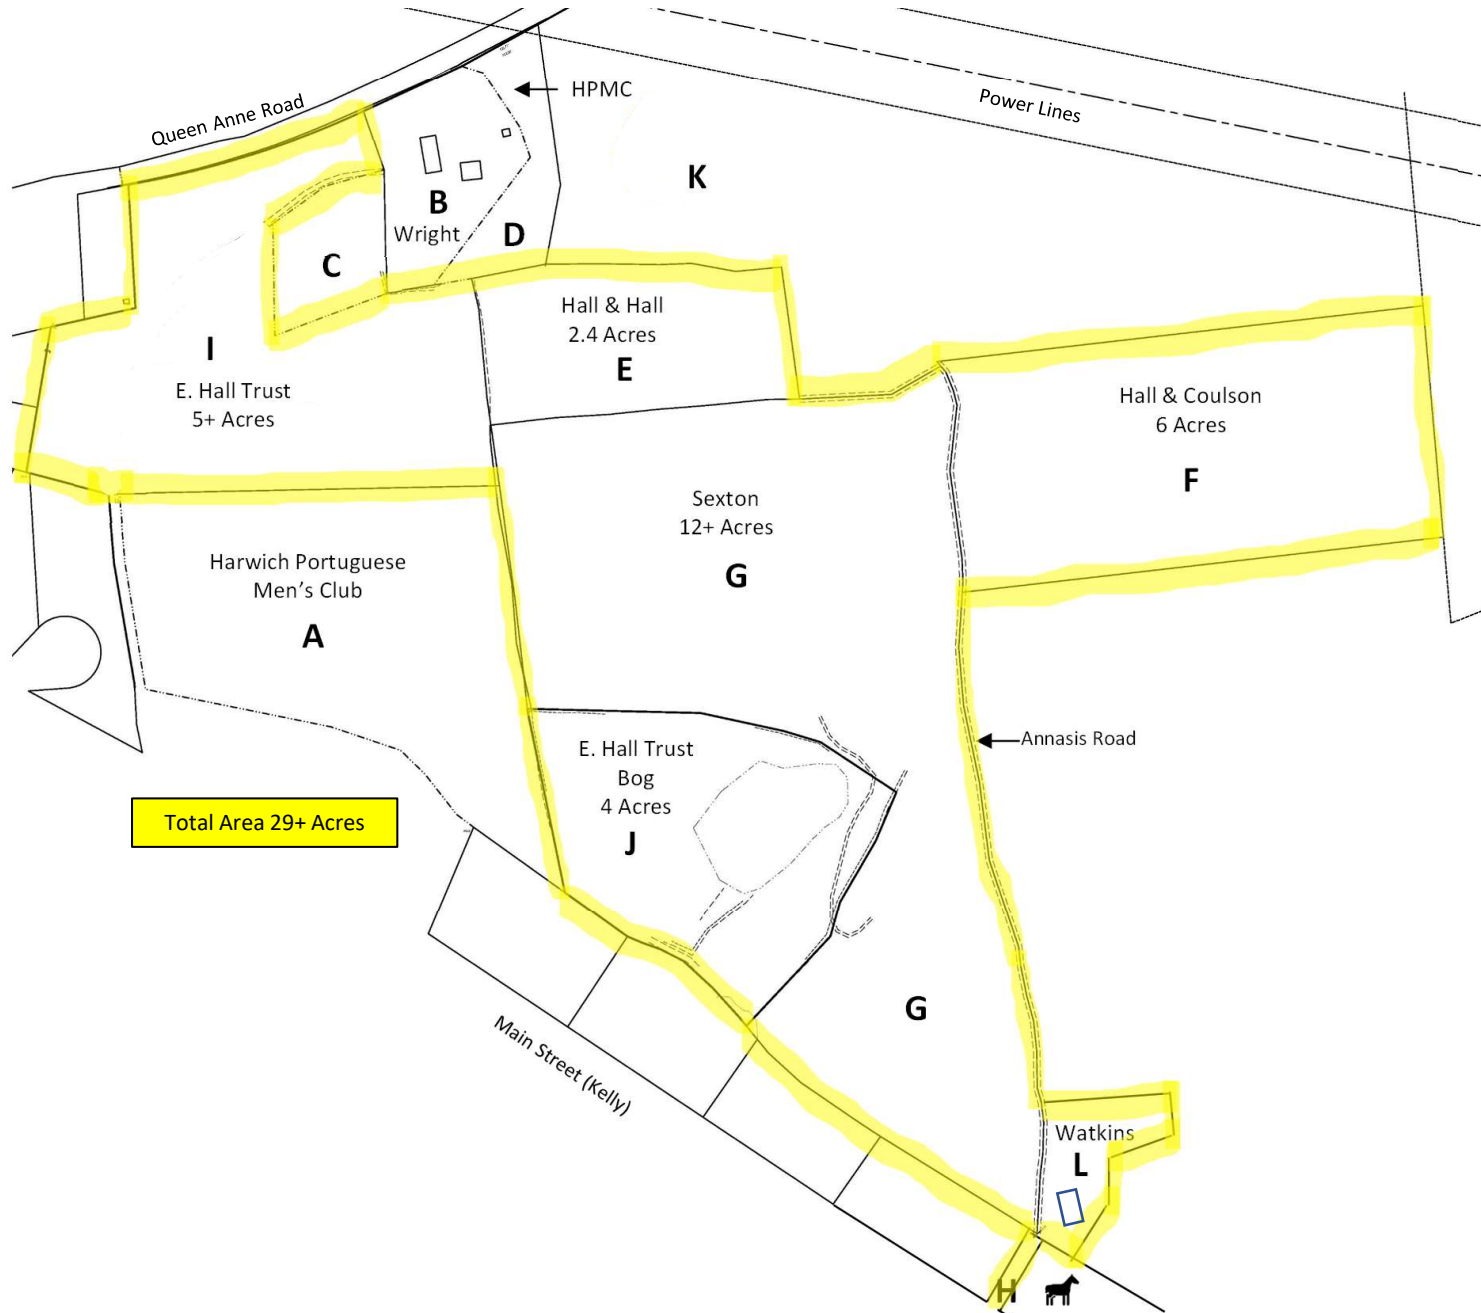 Queen Anne Road
HPMC
Power Lines
K
B
Wright
D
C
Hall & Hall
2.4 Acres
E
I
E. Hall Trust
5+ Acres
Hall & Coulson
6 Acres
F
Sexton
12+ Acres
G
Harwich Portuguese
Men's Club
A
Annasis Road
E. Hall Trust
Bog
4 Acres
J
Total Area 29+ Acres
G
Main Street (Kelly)
Watkins
L
H